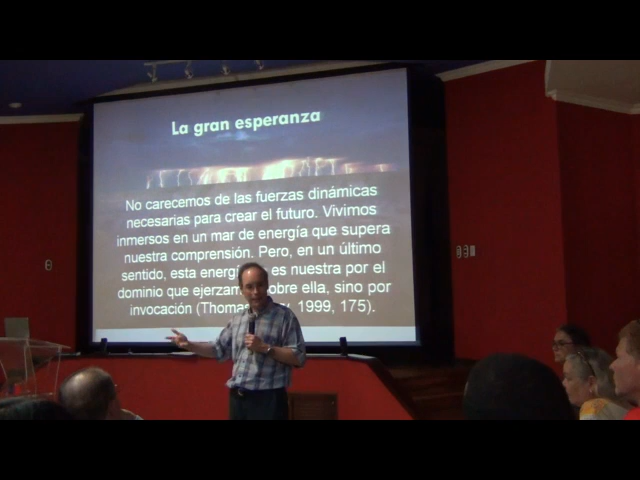 La gran esperanza
No carecemos de las fuerzas dinámicas
necesarias para crear el futuro. Vivimos
inmersos en un mar de energía que supera
nuestra comprensión. Pero, en un último
sentido, esta es nuestra por el
dominio que sobre ella, sino por
invocación (Thomas 1999, 175).